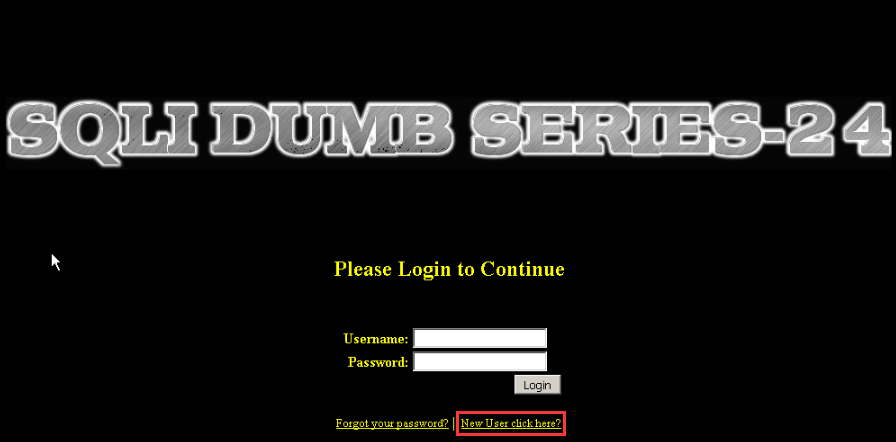 SQLI DUMB SERIES-24
Please Login to Continue
Username:
Password:
Login
Forgot your password? | New User click here?